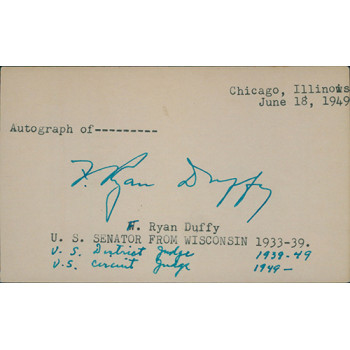 Chicago, Illinois
June 18, 1949
Autograph of---------
F. Ryan Duffy
F. Ryan Duffy
U. S. SENATOR FROM WISCONSIN 1933-39.
U. S. District Judge 1939-49
U.S. Circuit Judge 1949-